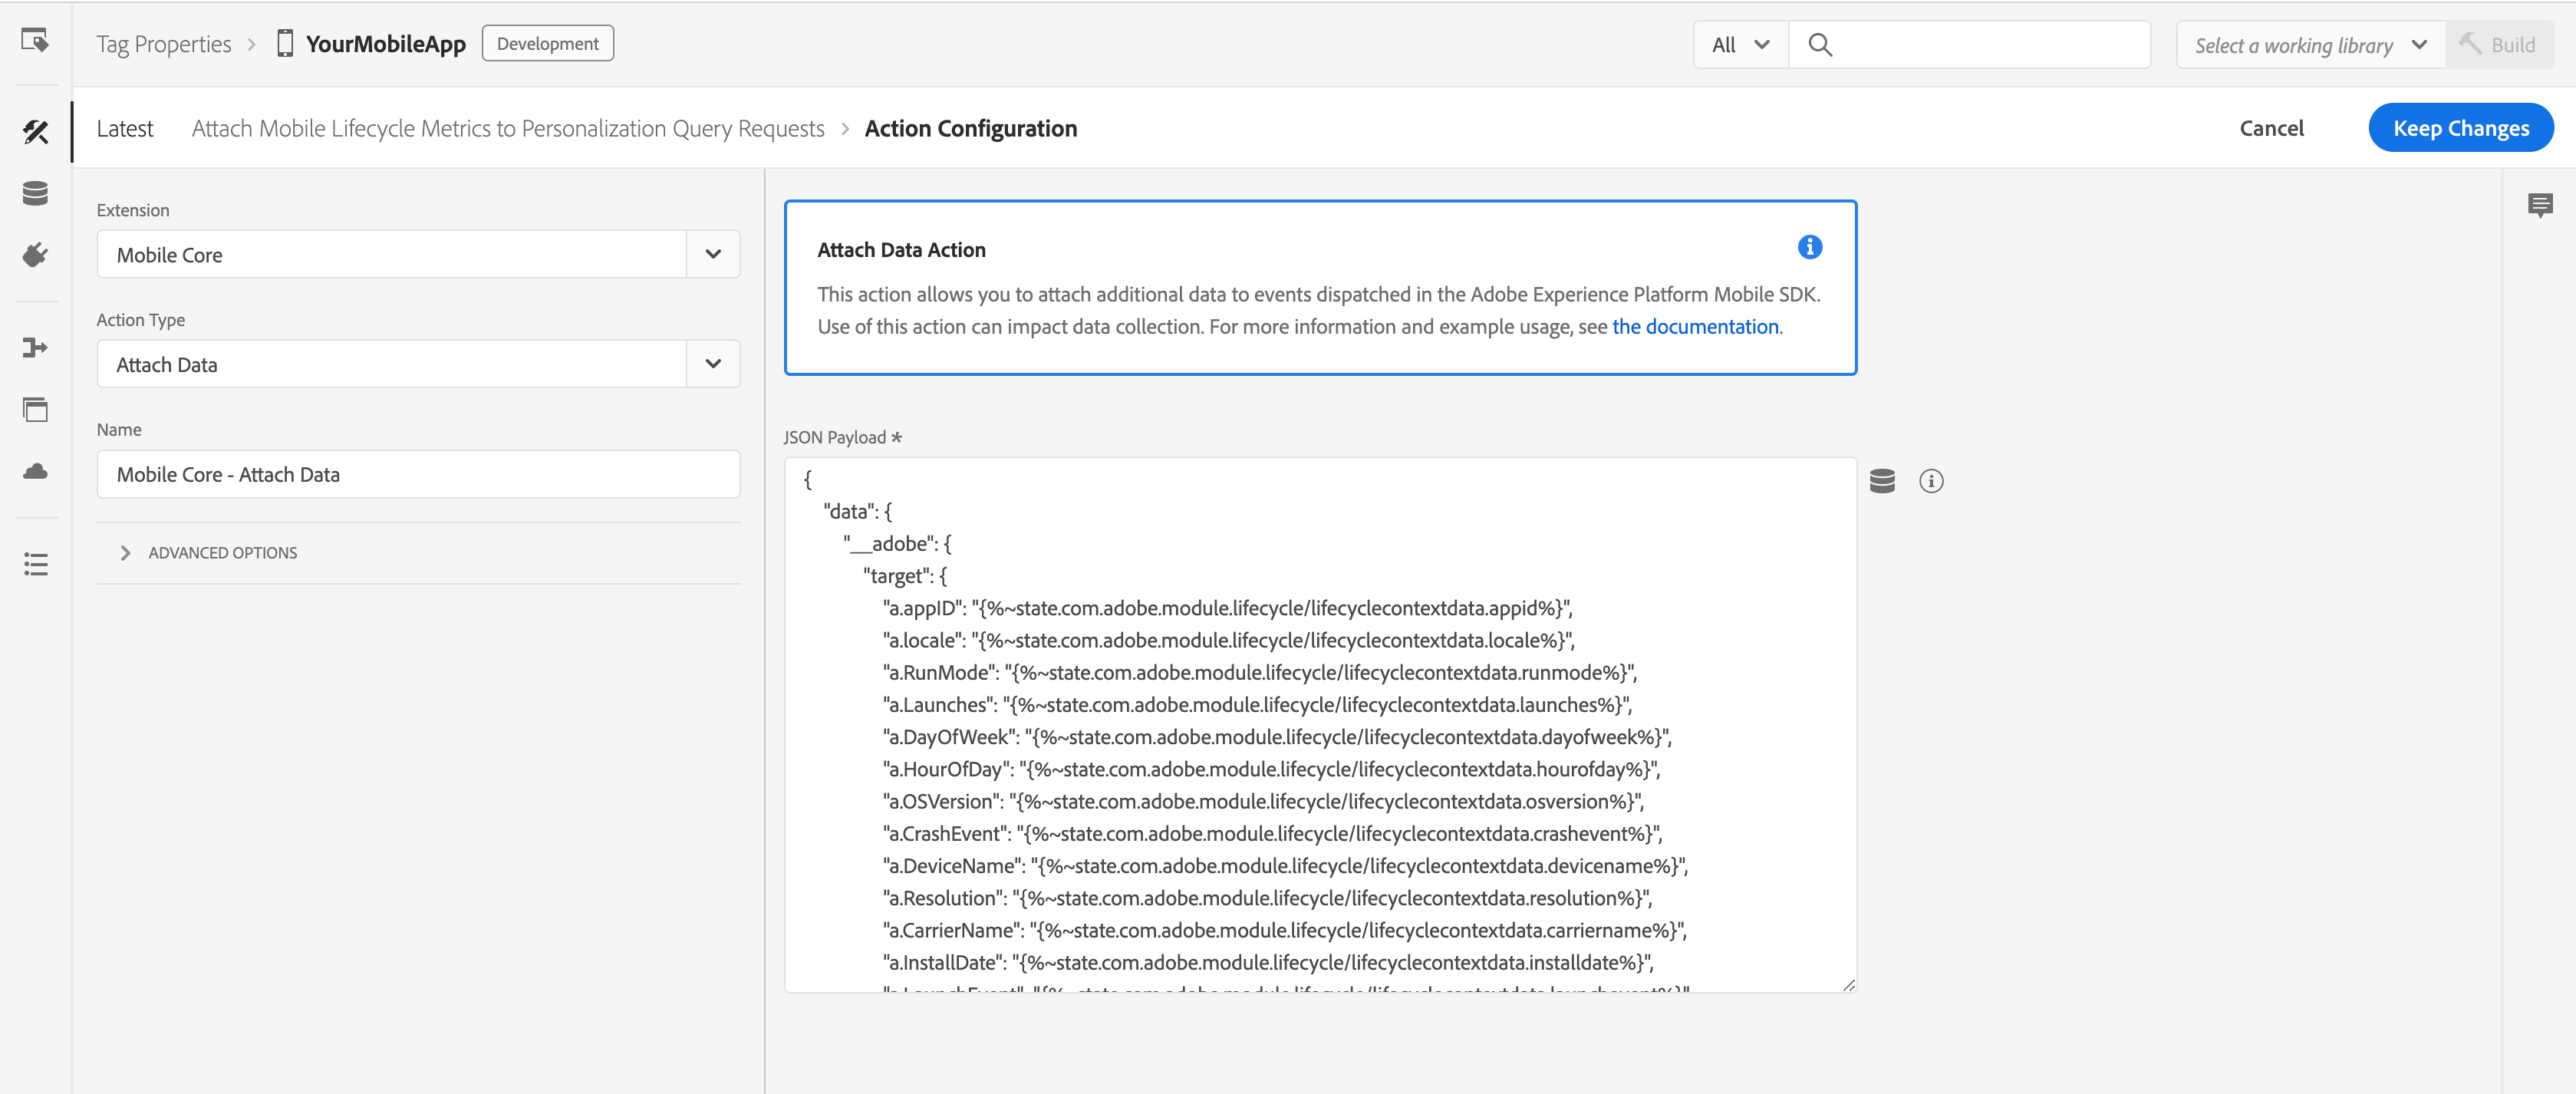 Tag Properties > YourMobileApp Development
All
Select a working library
Build
Latest Attach Mobile Lifecycle Metrics to Personalization Query Requests > Action Configuration
Cancel
Keep Changes
Extension
Mobile Core
Action Type
Attach Data
Name
Mobile Core - Attach Data
ADVANCED OPTIONS
Attach Data Action
This action allows you to attach additional data to events dispatched in the Adobe Experience Platform Mobile SDK.
Use of this action can impact data collection. For more information and example usage, see the documentation.
JSON Payload *
{
"data": {
"__adobe": {
"target": {
"a.appID": "{%~state.com.adobe.module.lifecycle/lifecyclecontextdata.appid%}",
"a.locale": "{%~state.com.adobe.module.lifecycle/lifecyclecontextdata.locale%}",
"a.RunMode": "{%~state.com.adobe.module.lifecycle/lifecyclecontextdata.runmode%}",
"a.Launches": "{%~state.com.adobe.module.lifecycle/lifecyclecontextdata.launches%}",
"a.DayOfWeek": "{%~state.com.adobe.module.lifecycle/lifecyclecontextdata.dayofweek%}",
"a.HourOfDay": "{%~state.com.adobe.module.lifecycle/lifecyclecontextdata.hourofday%}",
"a.OSVersion": "{%~state.com.adobe.module.lifecycle/lifecyclecontextdata.osversion%}",
"a.CrashEvent": "{%~state.com.adobe.module.lifecycle/lifecyclecontextdata.crashevent%}",
"a.DeviceName": "{%~state.com.adobe.module.lifecycle/lifecyclecontextdata.devicename%}",
"a.Resolution": "{%~state.com.adobe.module.lifecycle/lifecyclecontextdata.resolution%}",
"a.CarrierName": "{%~state.com.adobe.module.lifecycle/lifecyclecontextdata.carriername%}",
"a.InstallDate": "{%~state.com.adobe.module.lifecycle/lifecyclecontextdata.installdate%}",